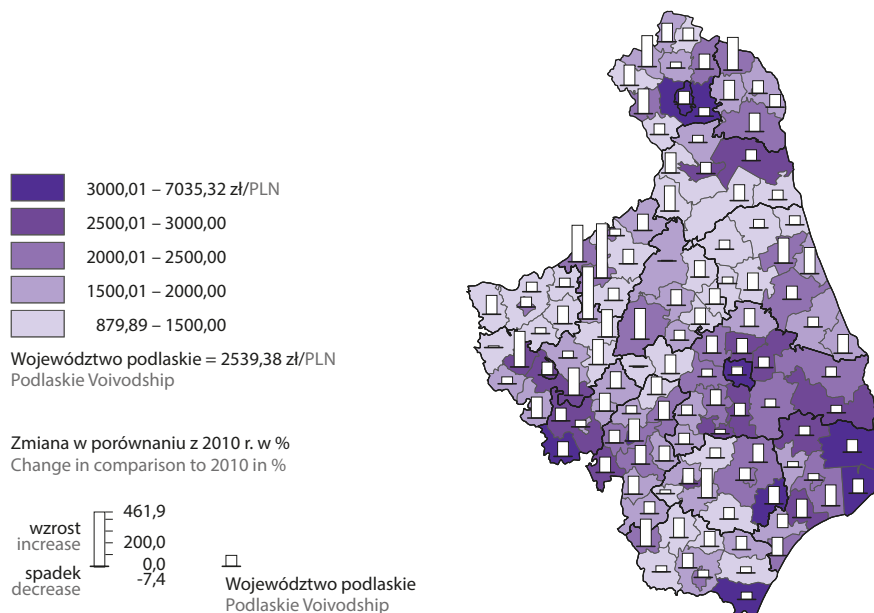 3000,01 – 7035,32 zł/PLN
2500,01 – 3000,00
2000,01 – 2500,00
1500,01 – 2000,00
879,89 – 1500,00
Województwo podlaskie = 2539,38 zł/PLN
Podlaskie Voivodship
Zmiana w porównaniu z 2010 r. w %
Change in comparison to 2010 in %
461,9
wzrost
increase
200,0
0,0
spadek
decrease
-7,4
Województwo podlaskie
Podlaskie Voivodship